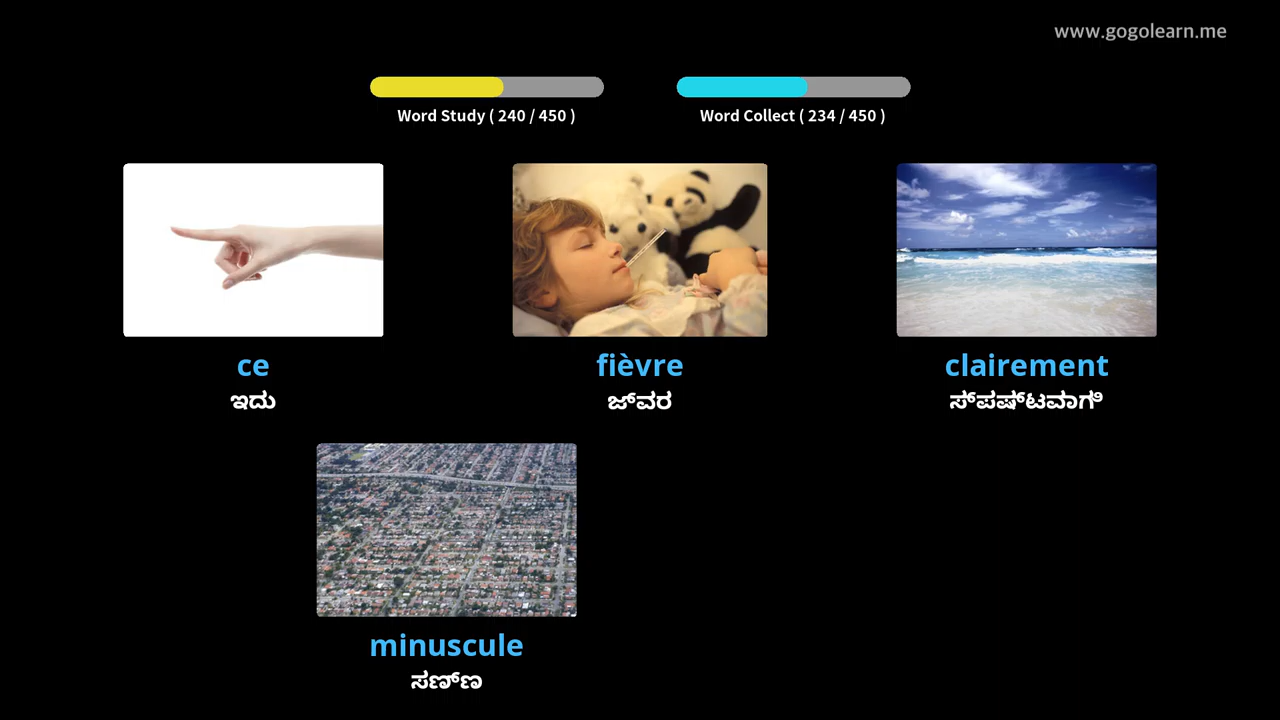 www.gogolearn.me
Word Study ( 240 / 450 )
Word Collect ( 234 / 450 )
ce
ಇದು
fièvre
ಜ್ವರ
clairement
ಸ್ಪಷ್ಟವಾಗಿ
minuscule
ಸಣ್ಣ